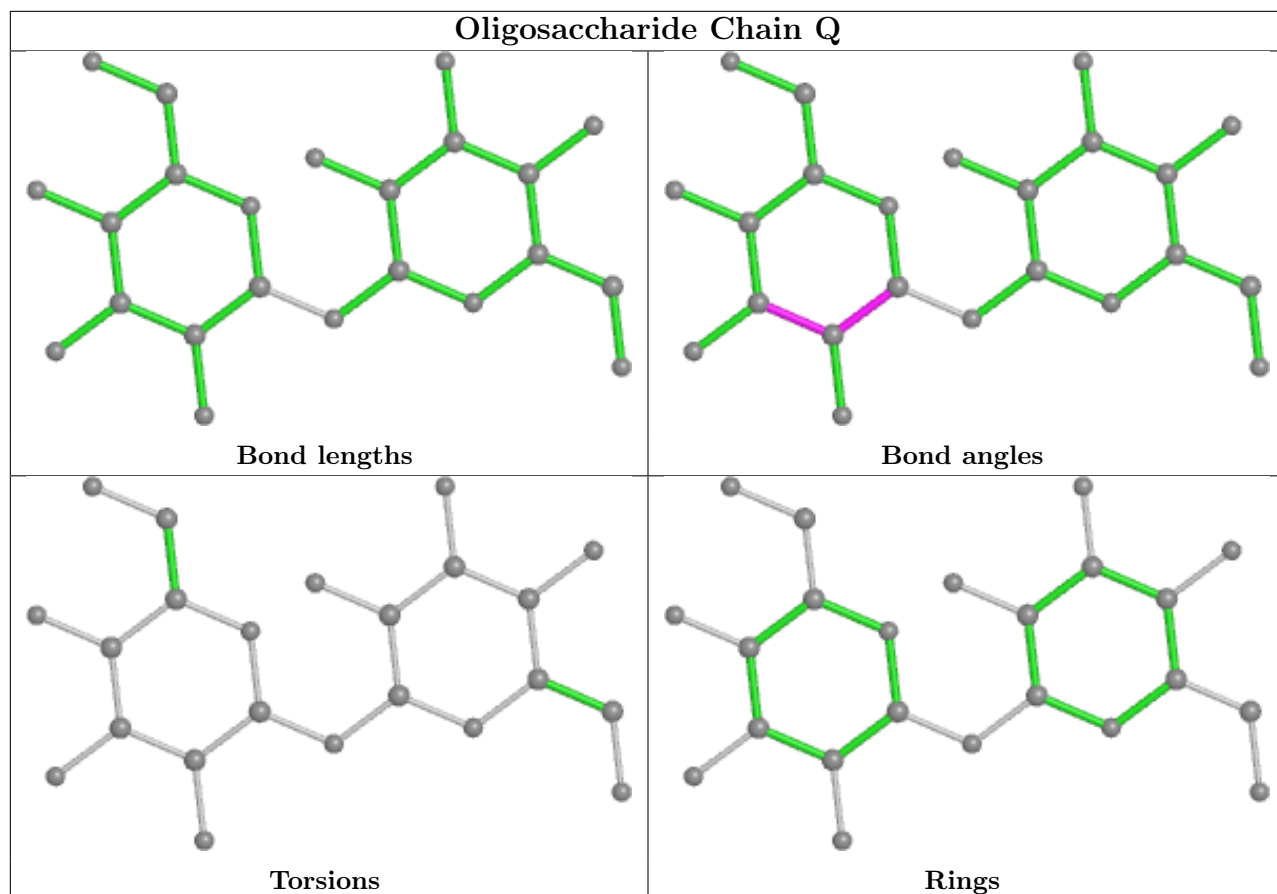 Oligosaccharide Chain Q
Bond lengths
Bond angles
Torsions
Rings